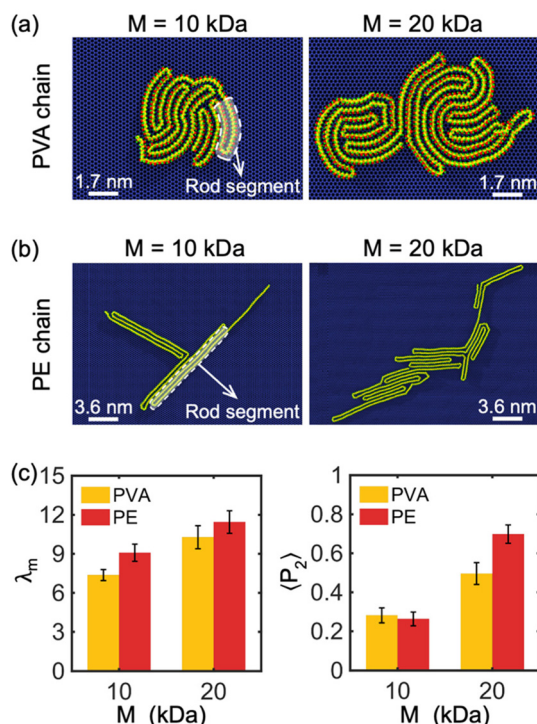 (a)
M = 10 kDa
M = 20 kDa
PVA chain
1.7 nm
Rod segment
1.7 nm
(b)
M = 10 kDa
M = 20 kDa
PE chain
3.6 nm
Rod segment
3.6 nm
(c)
15
12
9
6
3
0
λm
PVA
PE
10
20
M (kDa)
1
0.8
0.6
0.4
0.2
0
⟨P2⟩
PVA
PE
10
20
M (kDa)